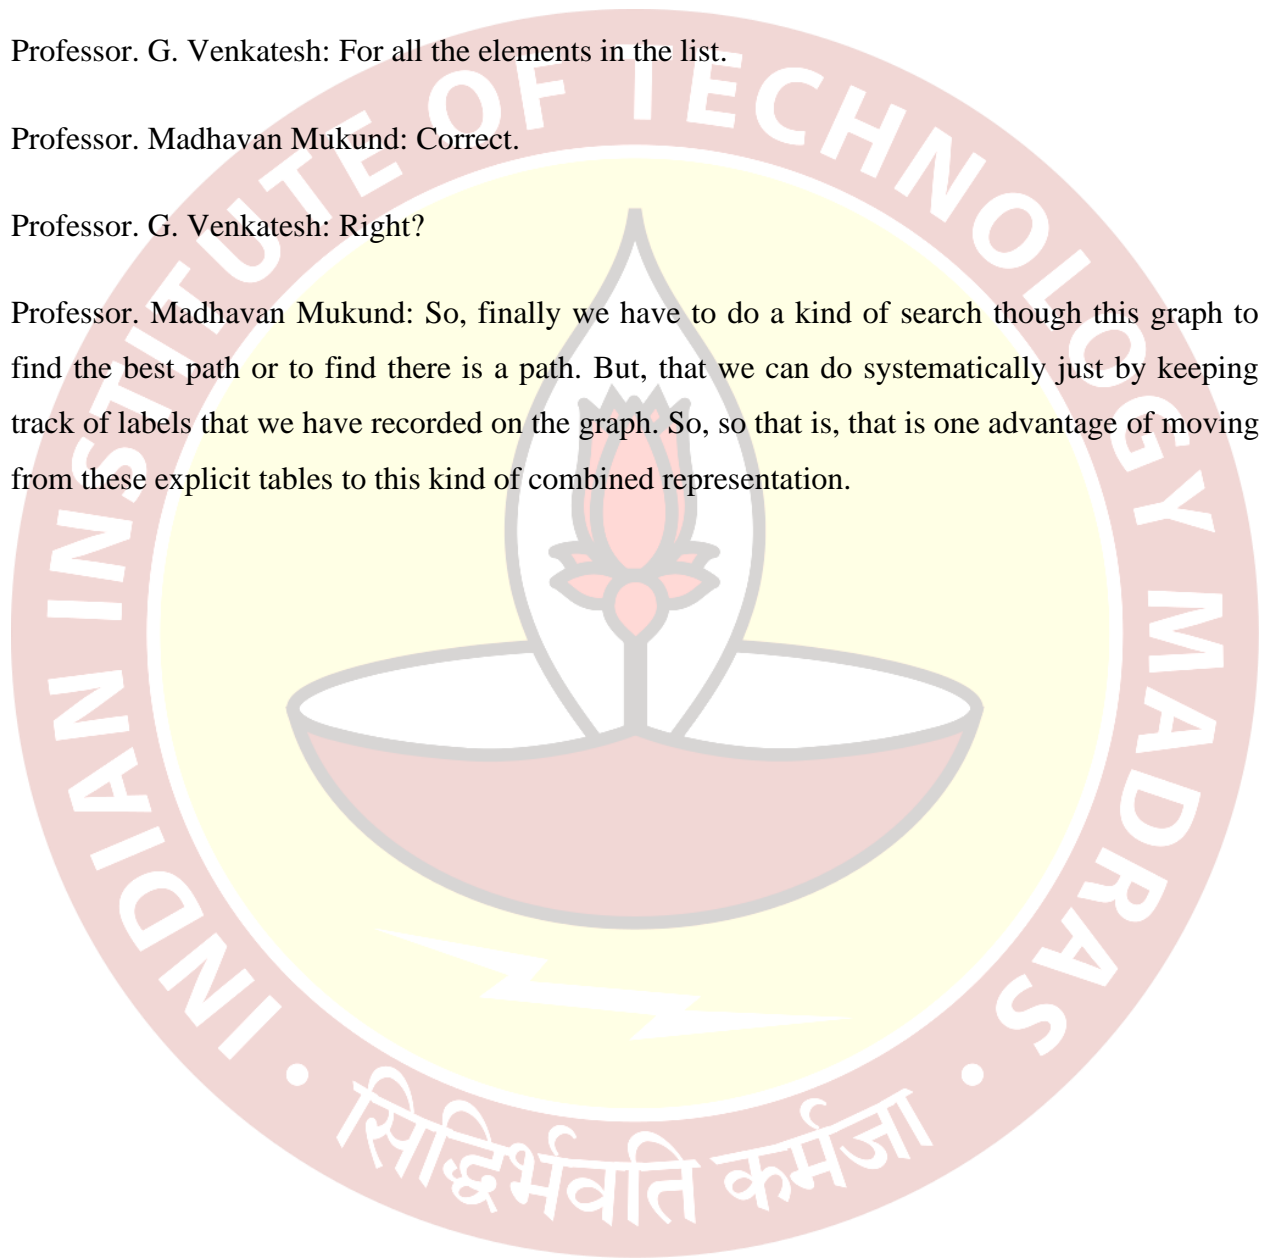 Professor. G. Venkatesh: For all the elements in the list.
Professor. Madhavan Mukund: Correct.
Professor. G. Venkatesh: Right?
Professor. Madhavan Mukund: So, finally we have to do a kind of search though this graph to
find the best path or to find there is a path. But, that we can do systematically just by keeping
track of labels that we have recorded on the graph. So, so that is, that is one advantage of moving
from these explicit tables to this kind of combined representation.
INDIAN INSTITUTE OF TECHNOLOGY MADRAS
सिद्धिर्भवति कर्मजा